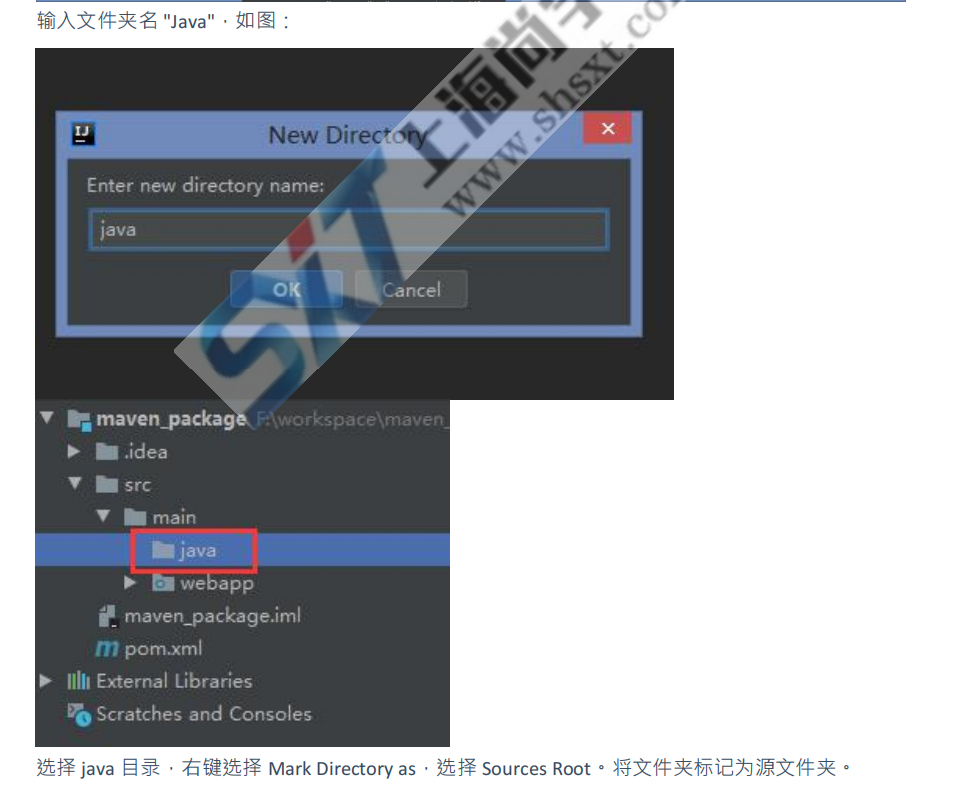 输入文件夹名 "Java"，如图：
IJ
New Directory
Enter new directory name:
java
OK
Cancel
SXT
上海尚学
www.shsxt.co
maven_package F:\workspace\maven_
.idea
src
main
java
webapp
maven_package.iml
m pom.xml
External Libraries
Scratches and Consoles
选择 java 目录，右键选择 Mark Directory as，选择 Sources Root。将文件夹标记为源文件夹。